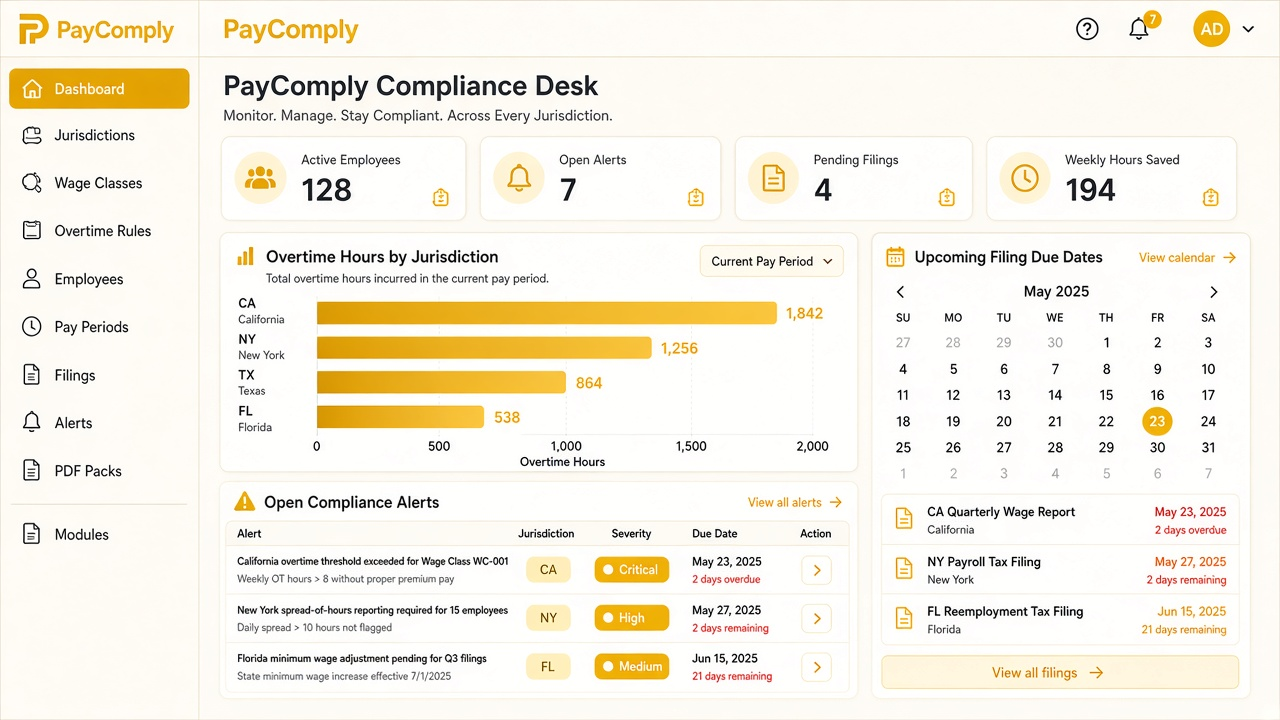 PayComply
PayComply
7
AD
Dashboard
Jurisdictions
Wage Classes
Overtime Rules
Employees
Pay Periods
Filings
Alerts
PDF Packs
Modules
PayComply Compliance Desk
Monitor. Manage. Stay Compliant. Across Every Jurisdiction.
Active Employees
128
Open Alerts
7
Pending Filings
4
Weekly Hours Saved
194
Overtime Hours by Jurisdiction
Total overtime hours incurred in the current pay period.
Current Pay Period
CA
California
1,842
NY
New York
1,256
TX
Texas
864
FL
Florida
538
0 500 1,000 1,500 2,000
Overtime Hours
Open Compliance Alerts
View all alerts
Alert Jurisdiction Severity Due Date Action
California overtime threshold exceeded for Wage Class WC-001
Weekly OT hours > 8 without proper premium pay
CA
Critical
May 23, 2025
2 days overdue
New York spread-of-hours reporting required for 15 employees
Daily spread > 10 hours not flagged
NY
High
May 27, 2025
2 days remaining
Florida minimum wage adjustment pending for Q3 filings
State minimum wage increase effective 7/1/2025
FL
Medium
Jun 15, 2025
21 days remaining
Upcoming Filing Due Dates
View calendar
May 2025
SU MO TU WE TH FR SA
27 28 29 30 1 2 3
4 5 6 7 8 9 10
11 12 13 14 15 16 17
18 19 20 21 22 23 24
25 26 27 28 29 30 31
1 2 3 4 5 6 7
CA Quarterly Wage Report
California
May 23, 2025
2 days overdue
NY Payroll Tax Filing
New York
May 27, 2025
2 days remaining
FL Reemployment Tax Filing
Florida
Jun 15, 2025
21 days remaining
View all filings